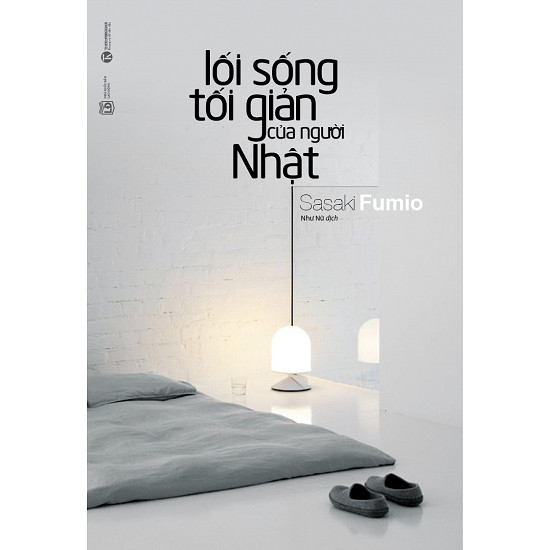 lối sống
tối giản
của người
Nhật
Sasaki Fumio
Như Nữ dịch